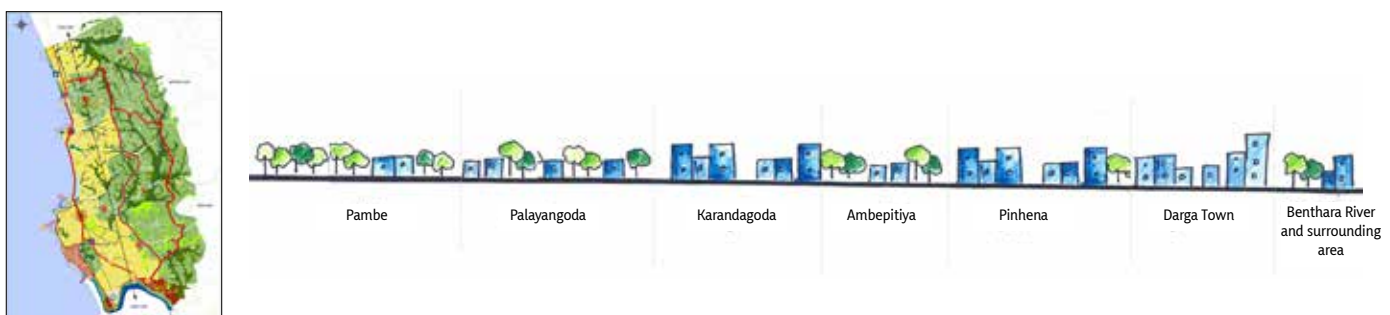 Pambe
Palayangoda
Karandagoda
Ambepitiya
Pinhena
Darga Town
Benthara River
and surrounding
area